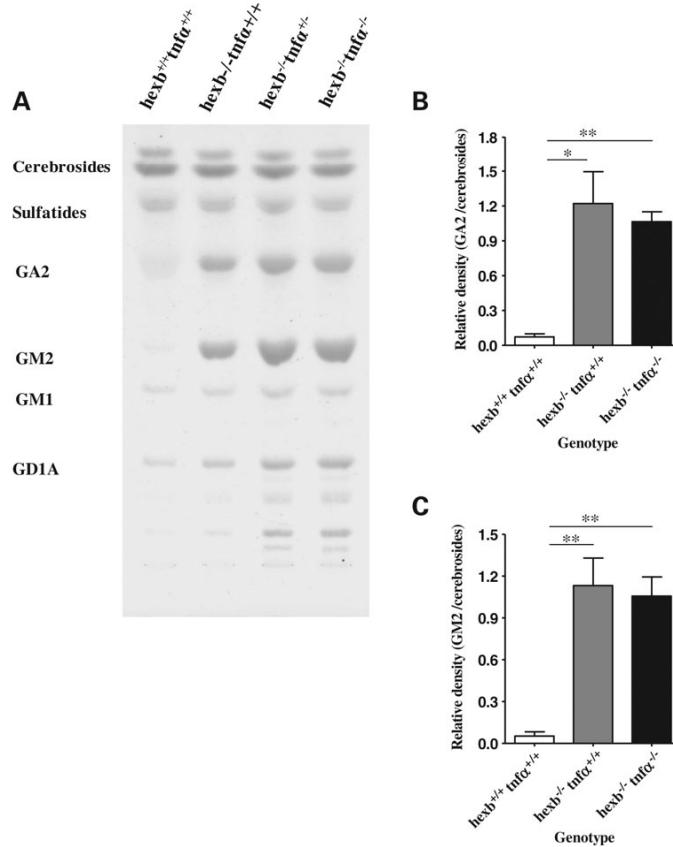 A
hexb+/+tnfα+/+
hexb-/-tnfα+/+
hexb-/-tnfα+/-
hexb-/-tnfα-/-
Cerebrosides
Sulfatides
GA2
GM2
GM1
GD1A
B
Relative density (GA2 /cerebrosides)
1.8
1.5
1.2
0.9
0.6
0.3
0.0
**
*
hexb+/+ tnfα+/+
hexb-/- tnfα+/+
hexb-/- tnfα-/-
Genotype
C
Relative density (GM2 /cerebrosides)
1.5
1.2
0.9
0.6
0.3
0.0
**
**
hexb+/+ tnfα+/+
hexb-/- tnfα+/+
hexb-/- tnfα-/-
Genotype